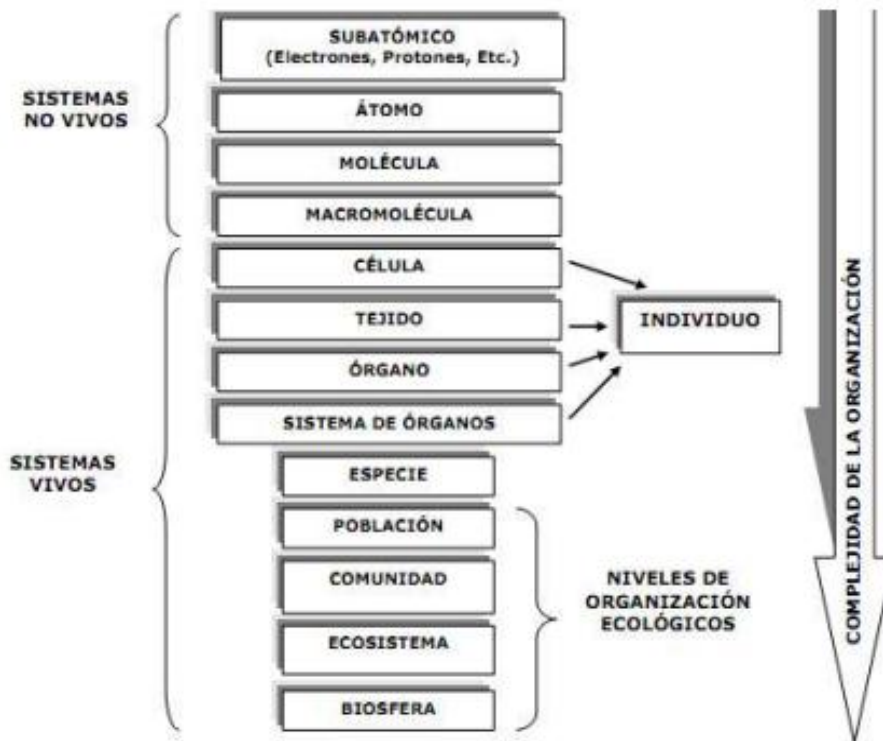 SUBATÓMICO
(Electrones, Protones, Etc.)
SISTEMAS
NO VIVOS
ÁTOMO
MOLÉCULA
MACROMOLÉCULA
CÉLULA
TEJIDO
INDIVIDUO
ÓRGANO
SISTEMA DE ÓRGANOS
SISTEMAS
VIVOS
ESPECIE
POBLACIÓN
COMUNIDAD
ECOSISTEMA
BIOSFERA
NIVELES DE
ORGANIZACIÓN
ECOLÓGICOS
COMPLEJIDAD DE LA ORGANIZACIÓN